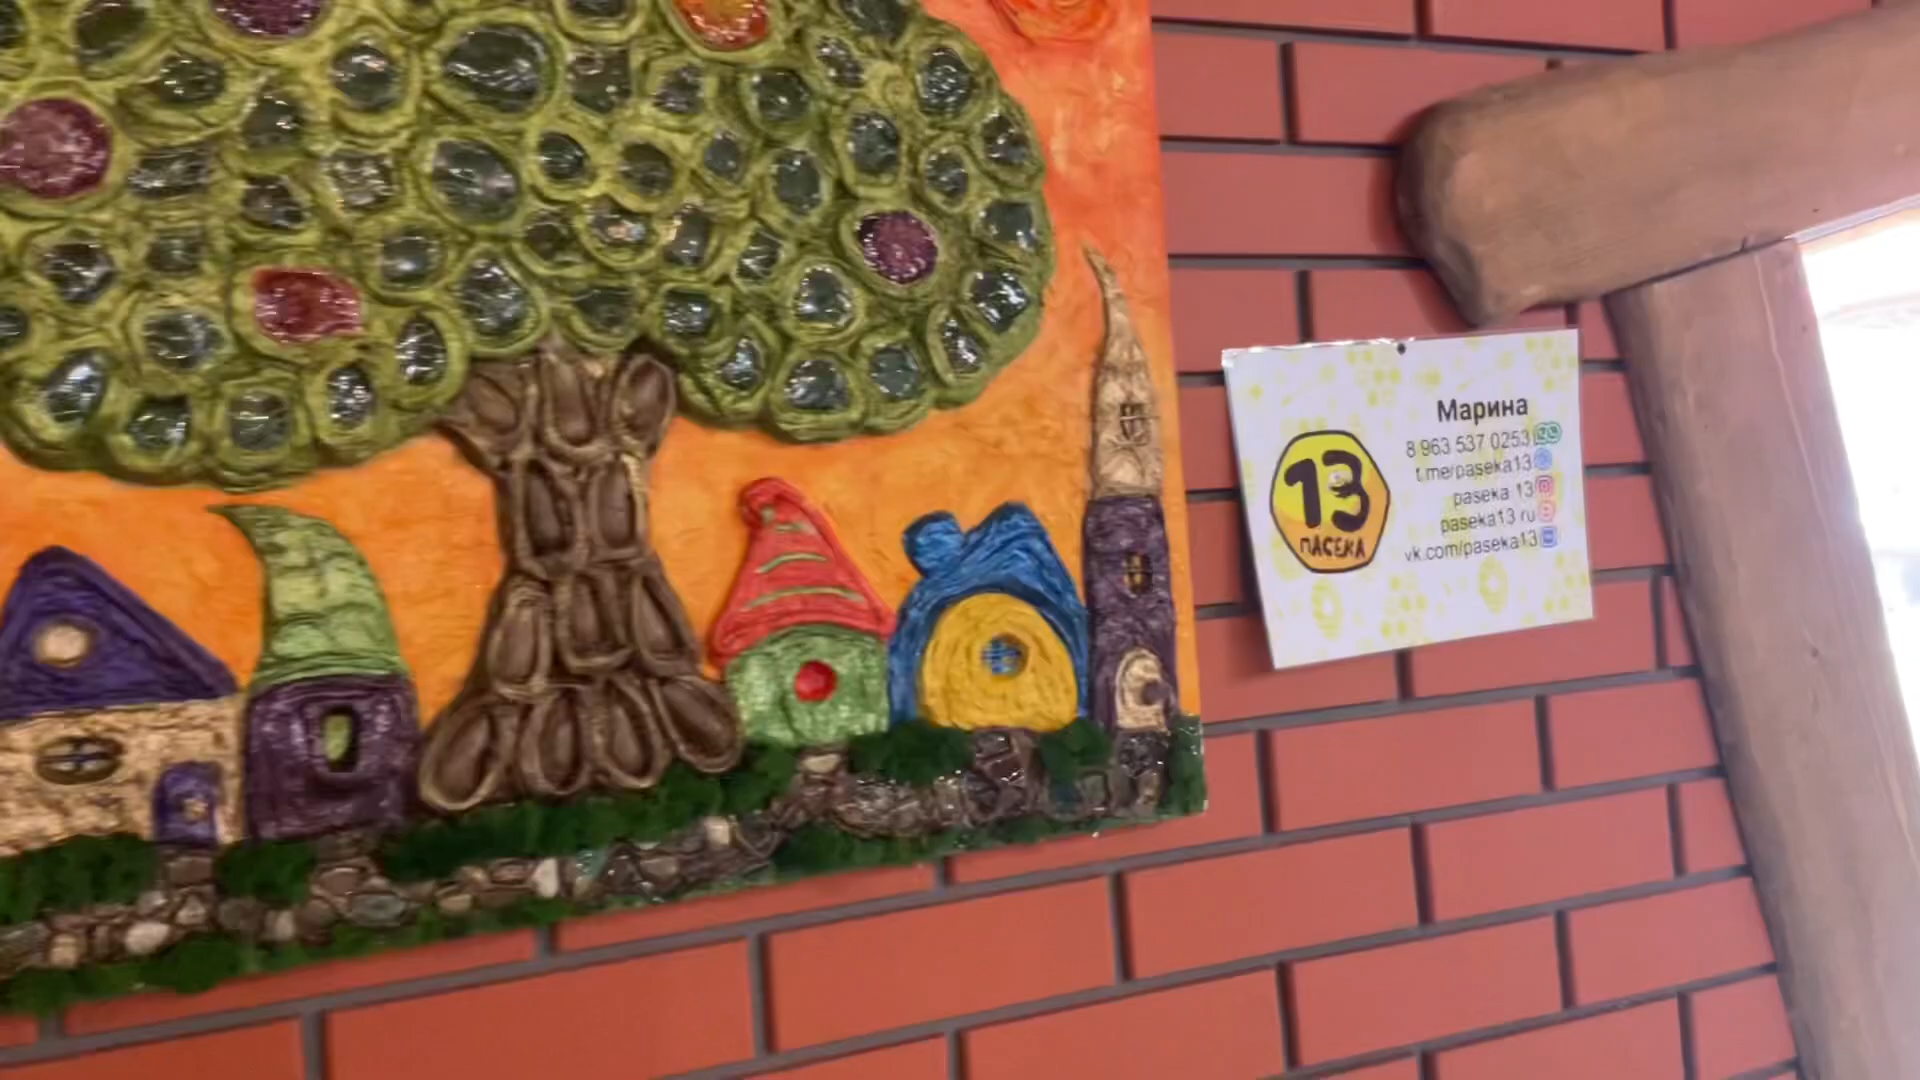 13
ПАСЕКА
Марина
8 963 537 0253
t.me/paseka13
paseka 13
paseka13 ru
vk.com/paseka13